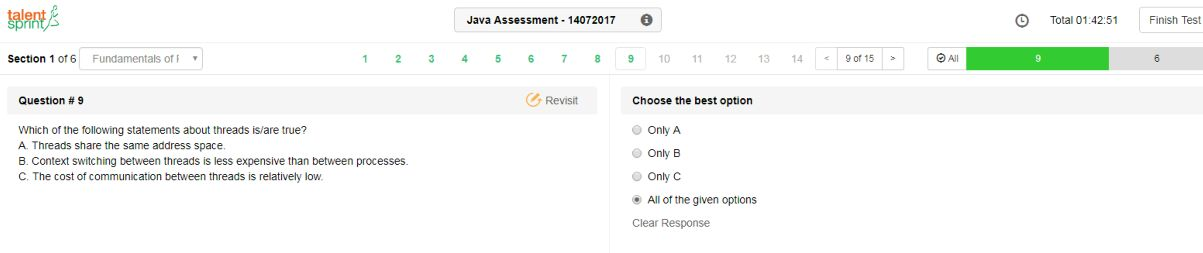 talent
sprint
Java Assessment - 14072017
Total 01:42:51
Finish Test
Section 1 of 6
Fundamentals of F
1 2 3 4 5 6 7 8 9 10 11 12 13 14
< 9 of 15 >
All 9 6
Question # 9
Revisit
Which of the following statements about threads is/are true?
A. Threads share the same address space.
B. Context switching between threads is less expensive than between processes.
C. The cost of communication between threads is relatively low.
Choose the best option
Only A
Only B
Only C
All of the given options
Clear Response